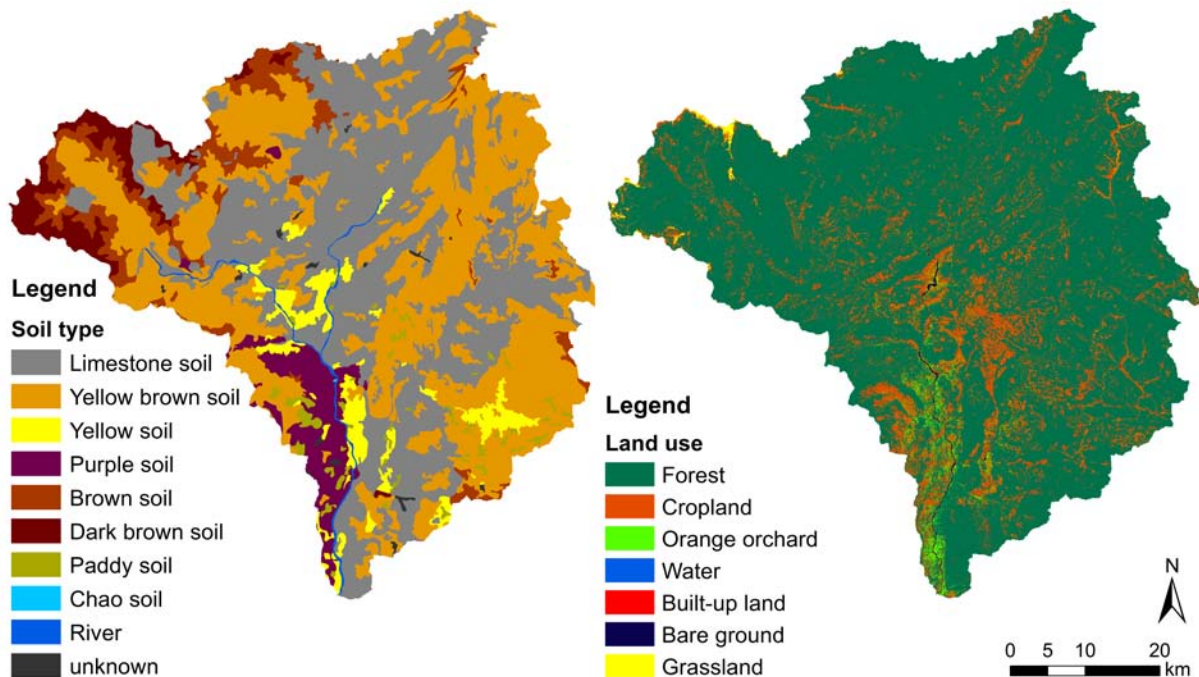 Legend
Soil type
Limestone soil
Yellow brown soil
Yellow soil
Purple soil
Brown soil
Dark brown soil
Paddy soil
Chao soil
River
unknown
Legend
Land use
Forest
Cropland
Orange orchard
Water
Built-up land
Bare ground
Grassland
N
0 5 10 20
km